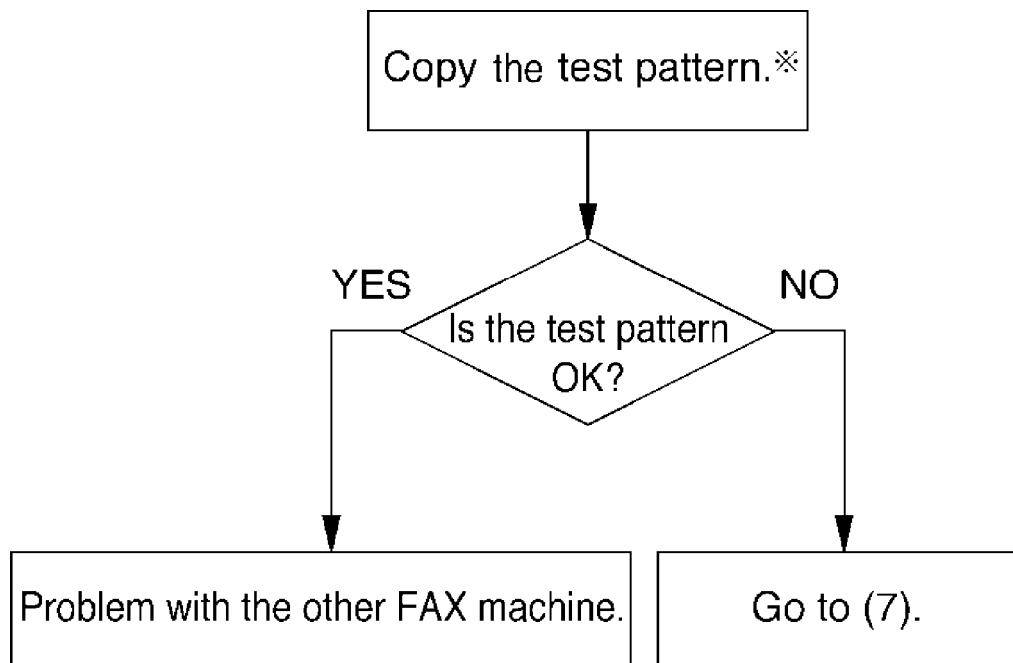 Copy the test pattern.※
YES
NO
Is the test pattern
OK?
Problem with the other FAX machine.
Go to (7).